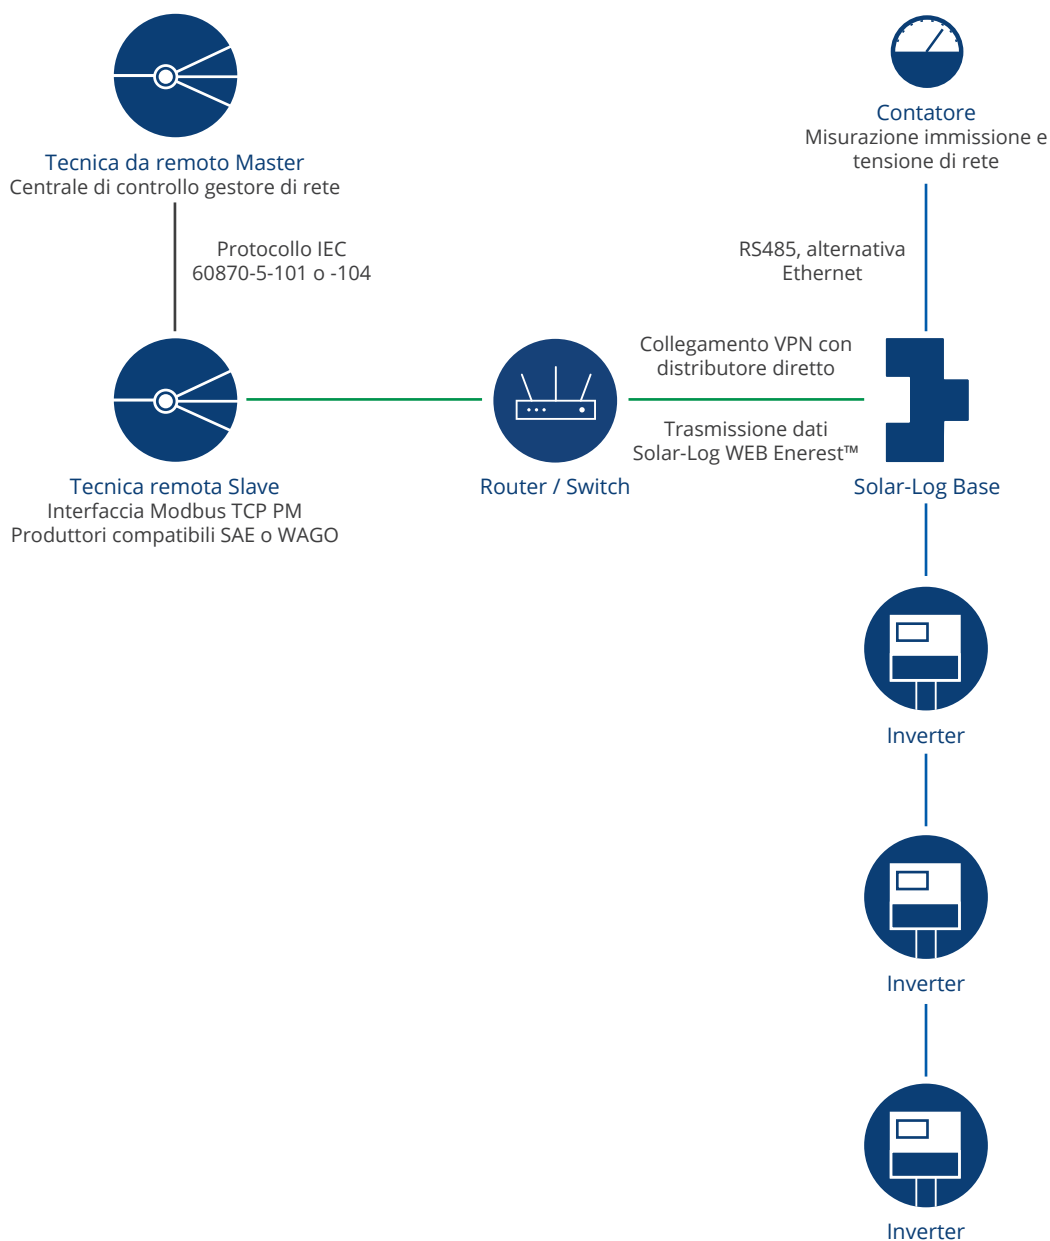 Tecnica da remoto Master
Centrale di controllo gestore di rete
Contatore
Misurazione immissione e
tensione di rete
Protocollo IEC
60870-5-101 o -104
RS485, alternativa
Ethernet
Collegamento VPN con
distributore diretto
Trasmissione dati
Solar-Log WEB Enerest™
Tecnica remota Slave
Interfaccia Modbus TCP PM
Produttori compatibili SAE o WAGO
Router / Switch
Solar-Log Base
Inverter
Inverter
Inverter